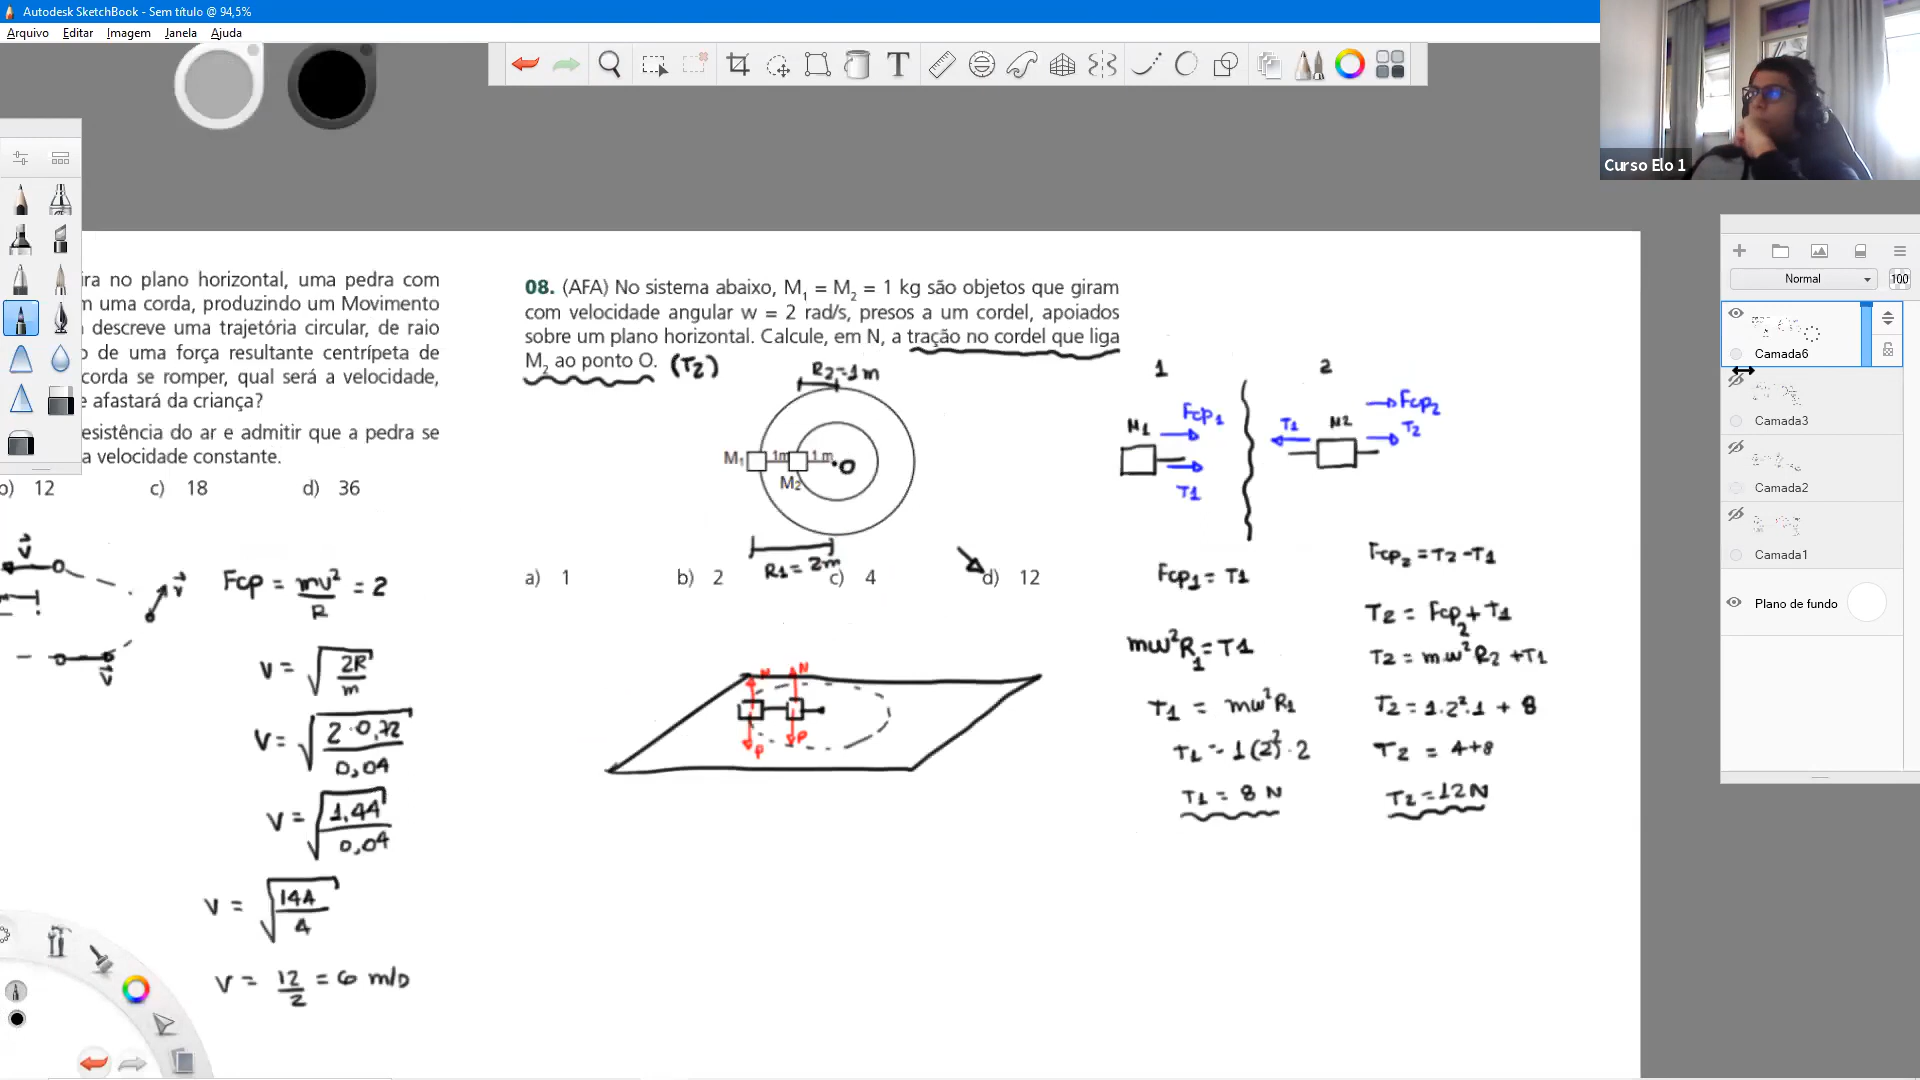 Autodesk SketchBook - Sem título @ 94,5%
Arquivo Editar Imagem Janela Ajuda
Curso Elo 1
ira no plano horizontal, uma pedra com
uma corda, produzindo um Movimento
descreve uma trajetória circular, de raio
o de uma força resultante centrípeta de
corda se romper, qual será a velocidade,
e afastará da criança?
esistência do ar e admitir que a pedra se
a velocidade constante.
b) 12 c) 18 d) 36
V
V
V
Fcp = mv²/R = 2
V = √(2R/m)
V = √(2·0,72/0,04)
V = √(1,44/0,04)
V = √(144/4)
V = 12/2 = 6 m/s
08. (AFA) No sistema abaixo, M₁ = M₂ = 1 kg são objetos que giram
com velocidade angular w = 2 rad/s, presos a um cordel, apoiados
sobre um plano horizontal. Calcule, em N, a tração no cordel que liga
M₂ ao ponto O. (T2)
R2=1m
M₁ 1m 1 m O
M₂
R1=2m
a) 1 b) 2 c) 4 d) 12
N N
P P
1
M1 Fcp1
T1
Fcp1 = T1
mw²R1 = T1
T1 = mw²R1
T1 = 1(2)²·2
T1 = 8 N
2
Fcp2
T1 M2 T2
Fcp2 = T2 - T1
T2 = Fcp2 + T1
T2 = mw²R2 + T1
T2 = 1·2²·1 + 8
T2 = 4+8
T2 = 12N
Normal 100
Camada6
Camada3
Camada2
Camada1
Plano de fundo